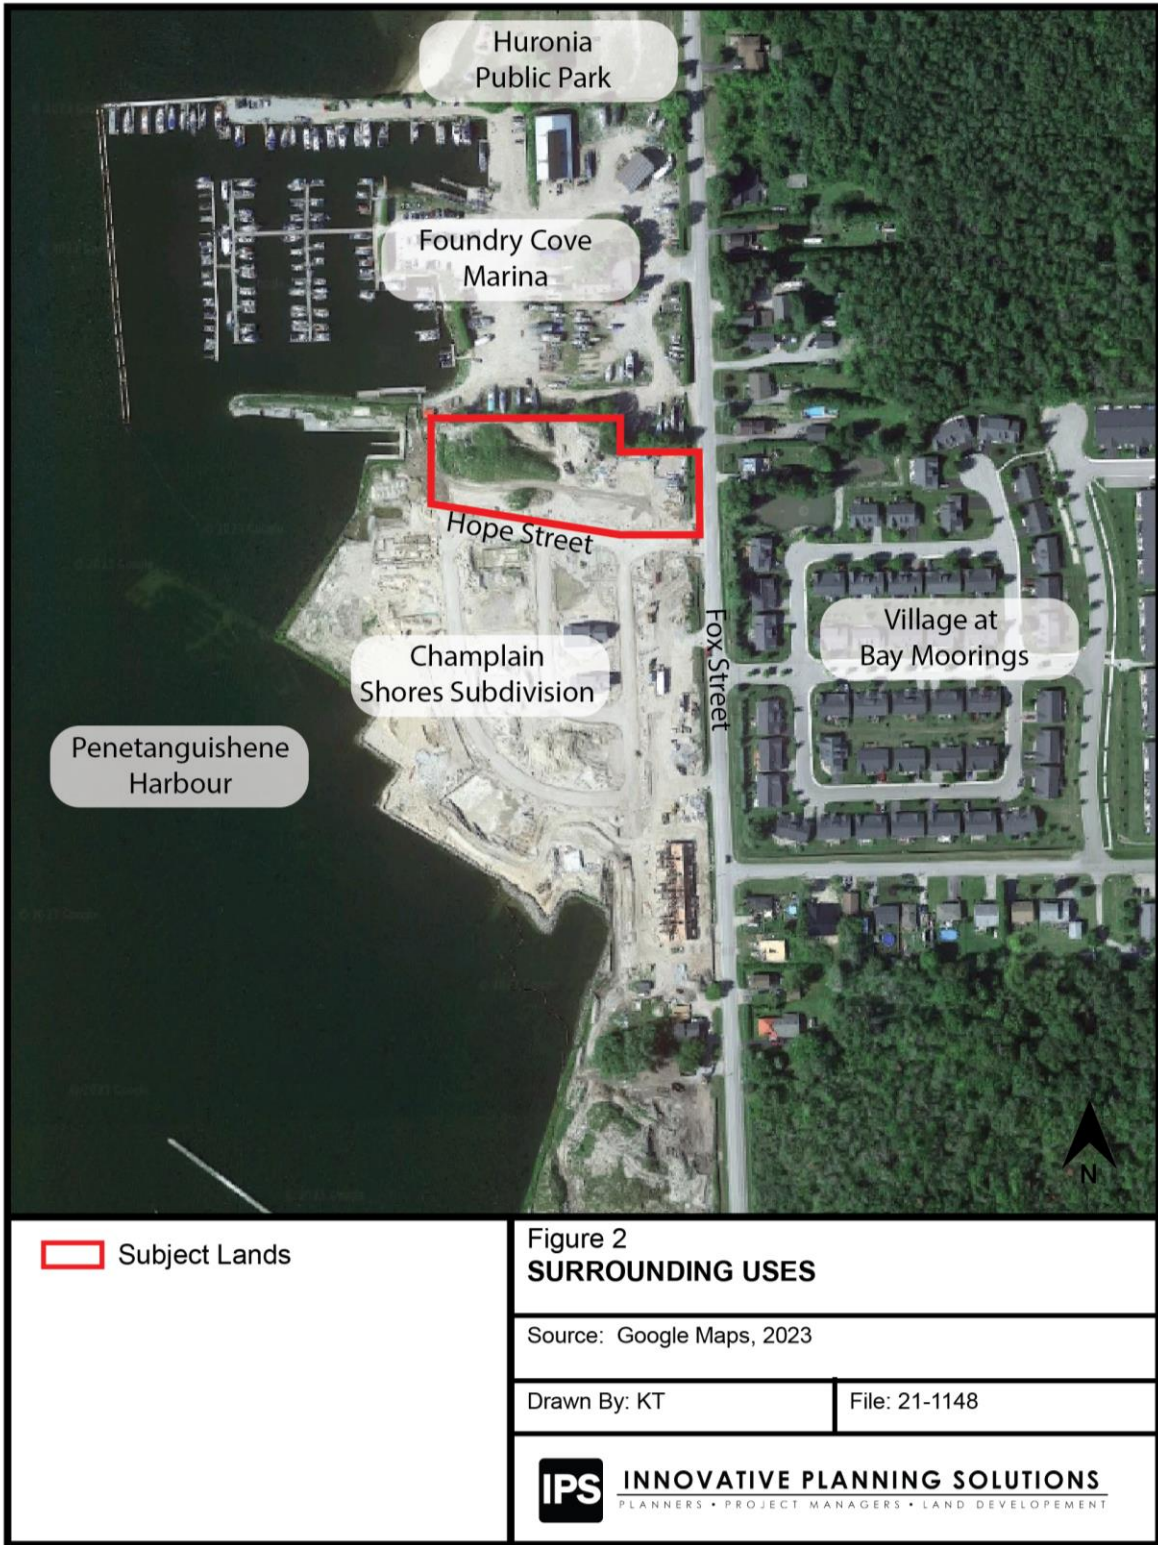 Huronia
Public Park
Foundry Cove
Marina
Hope Street
Champlain
Shores Subdivision
Fox Street
Village at
Bay Moorings
Penetanguishene
Harbour
N
Subject Lands
Figure 2
SURROUNDING USES
Source: Google Maps, 2023
Drawn By: KT
File: 21-1148
IPS
INNOVATIVE PLANNING SOLUTIONS
PLANNERS • PROJECT MANAGERS • LAND DEVELOPEMENT